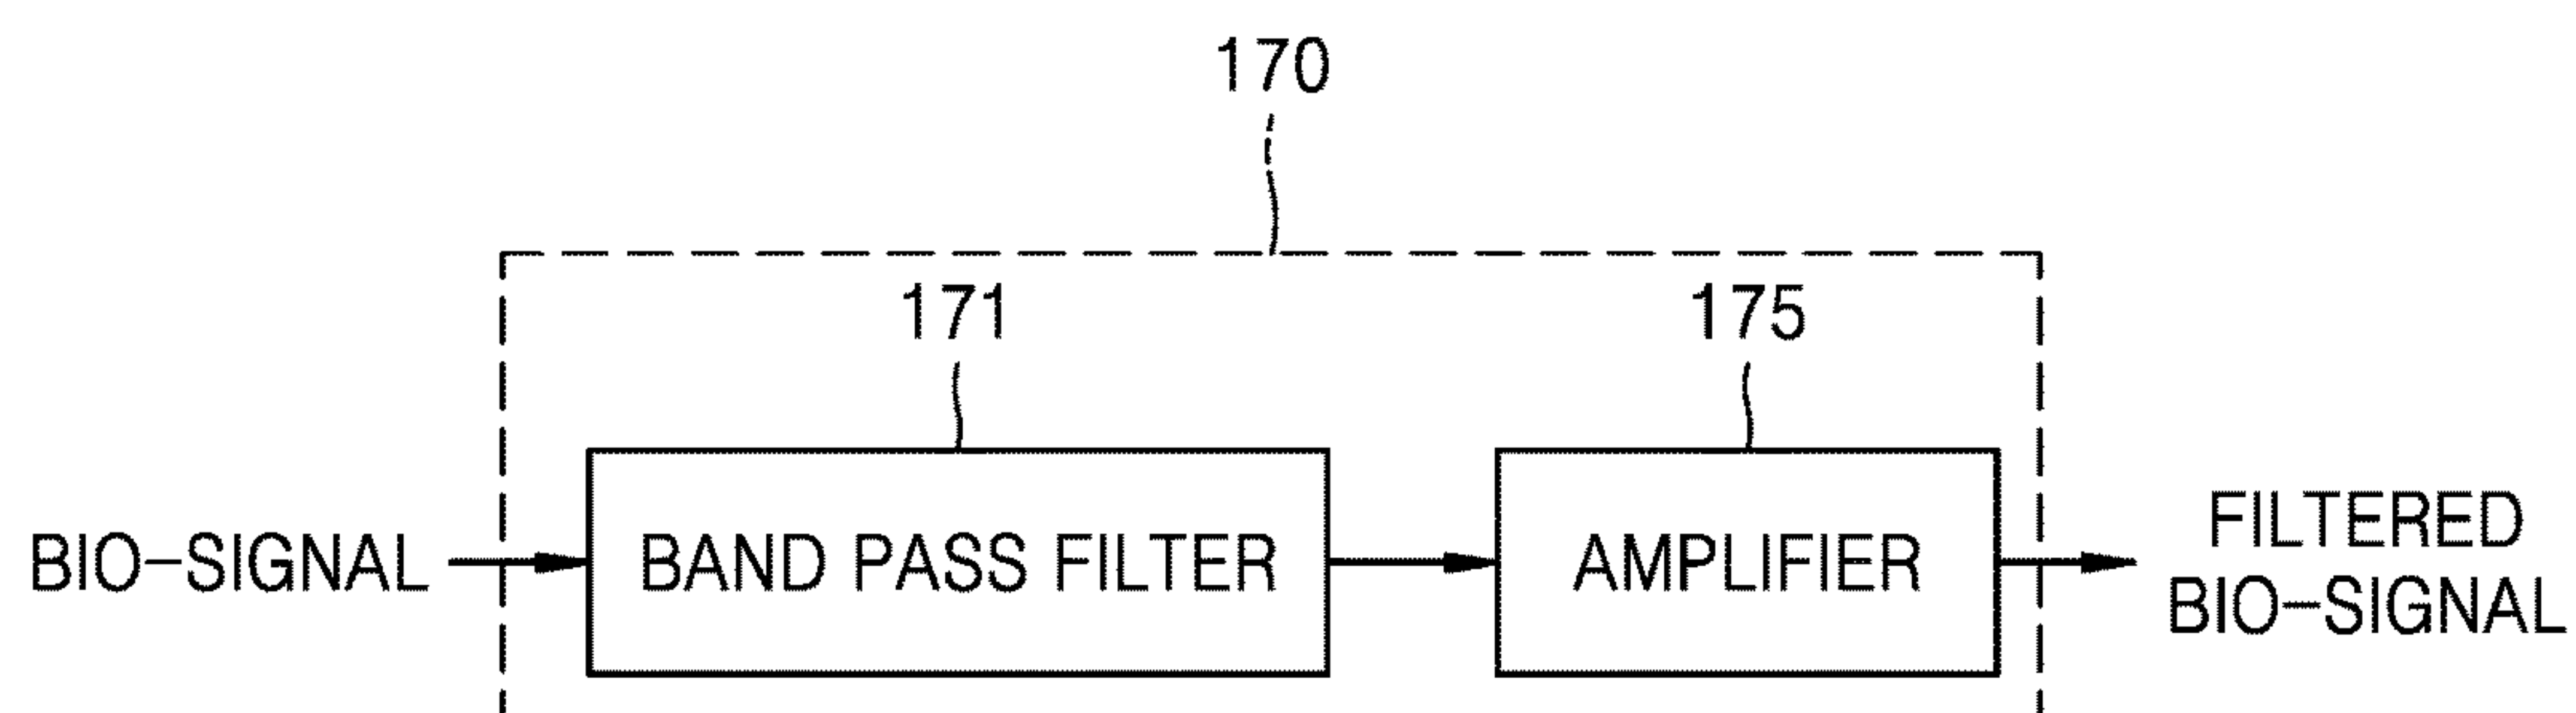 170
171
175
BIO-SIGNAL
BAND PASS FILTER
AMPLIFIER
FILTERED
BIO-SIGNAL